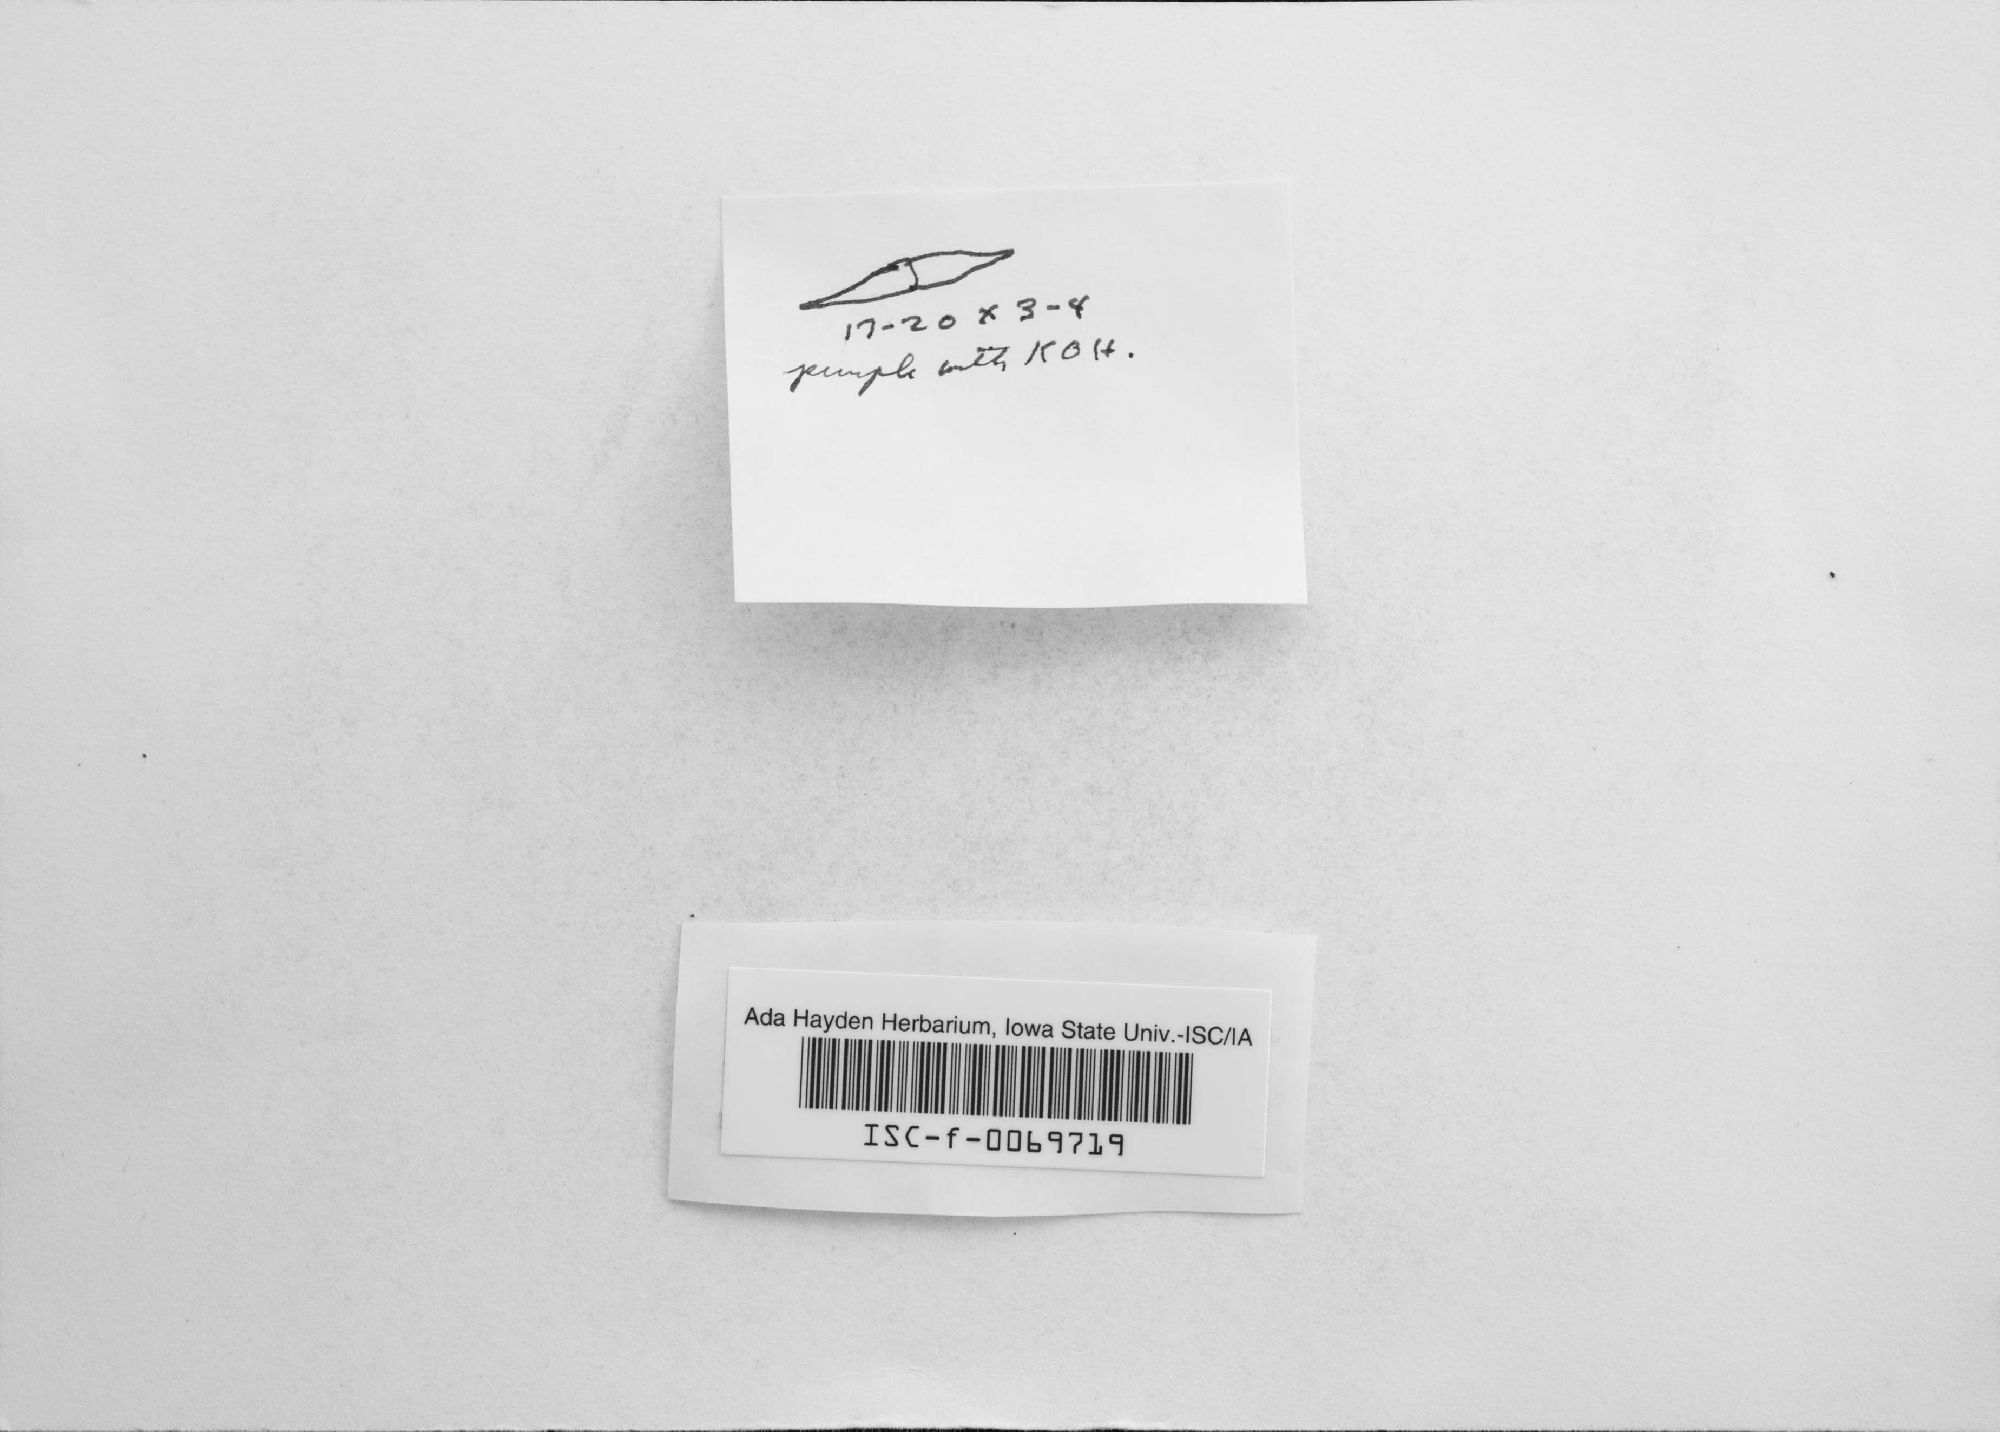 17-20 x 3-4
purple with KOH.
Ada Hayden Herbarium, Iowa State Univ.-ISC/IA
ISC-f-0069719